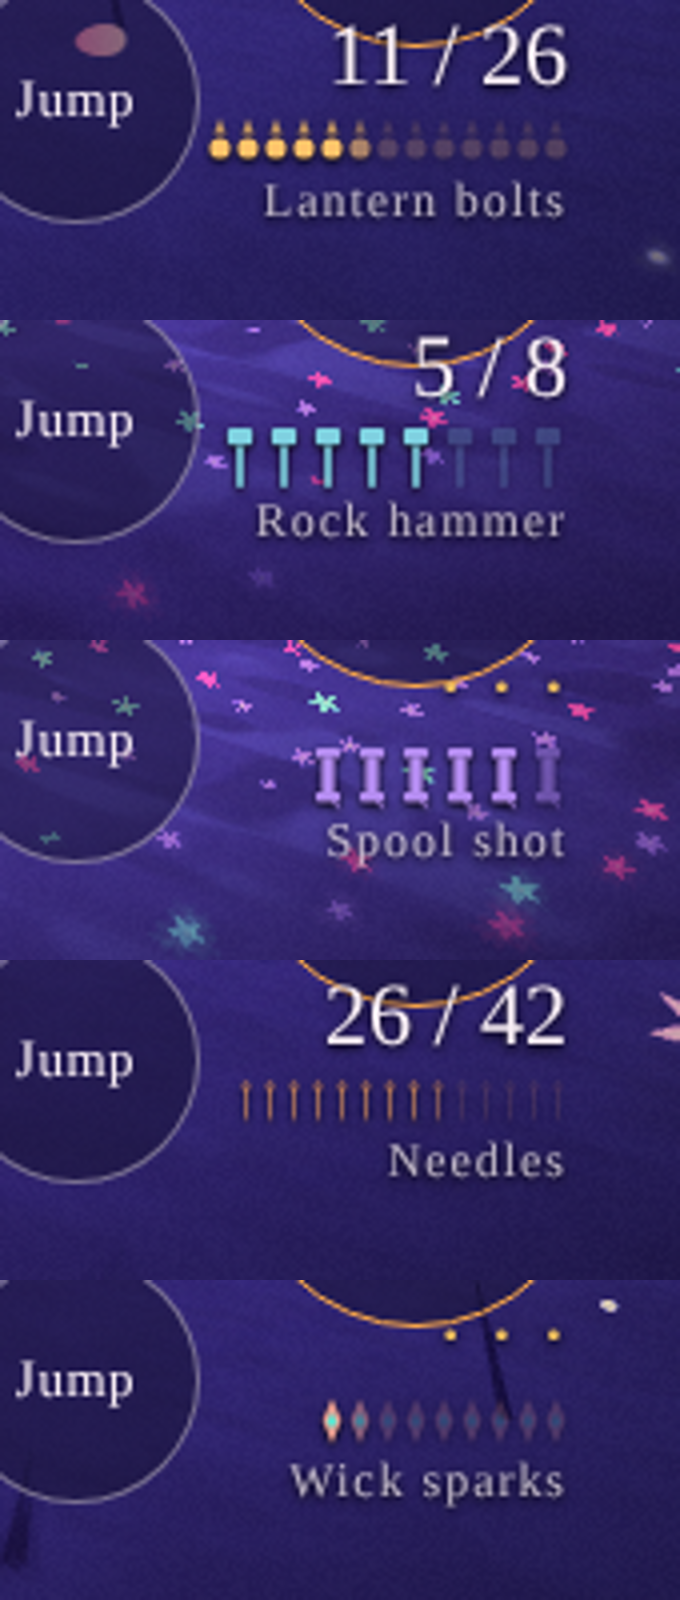 11 / 26
Jump
Lantern bolts
5 / 8
Jump
Rock hammer
Jump
Spool shot
26 / 42
Jump
Needles
Jump
Wick sparks